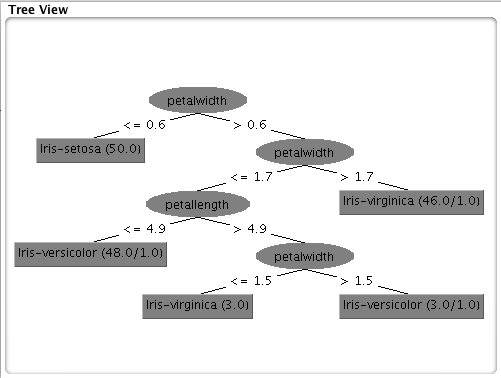 Tree View
petalwidth
<= 0.6
> 0.6
Iris-setosa (50.0)
petalwidth
<= 1.7
> 1.7
petallength
Iris-virginica (46.0/1.0)
<= 4.9
> 4.9
Iris-versicolor (48.0/1.0)
petalwidth
<= 1.5
> 1.5
Iris-virginica (3.0)
Iris-versicolor (3.0/1.0)